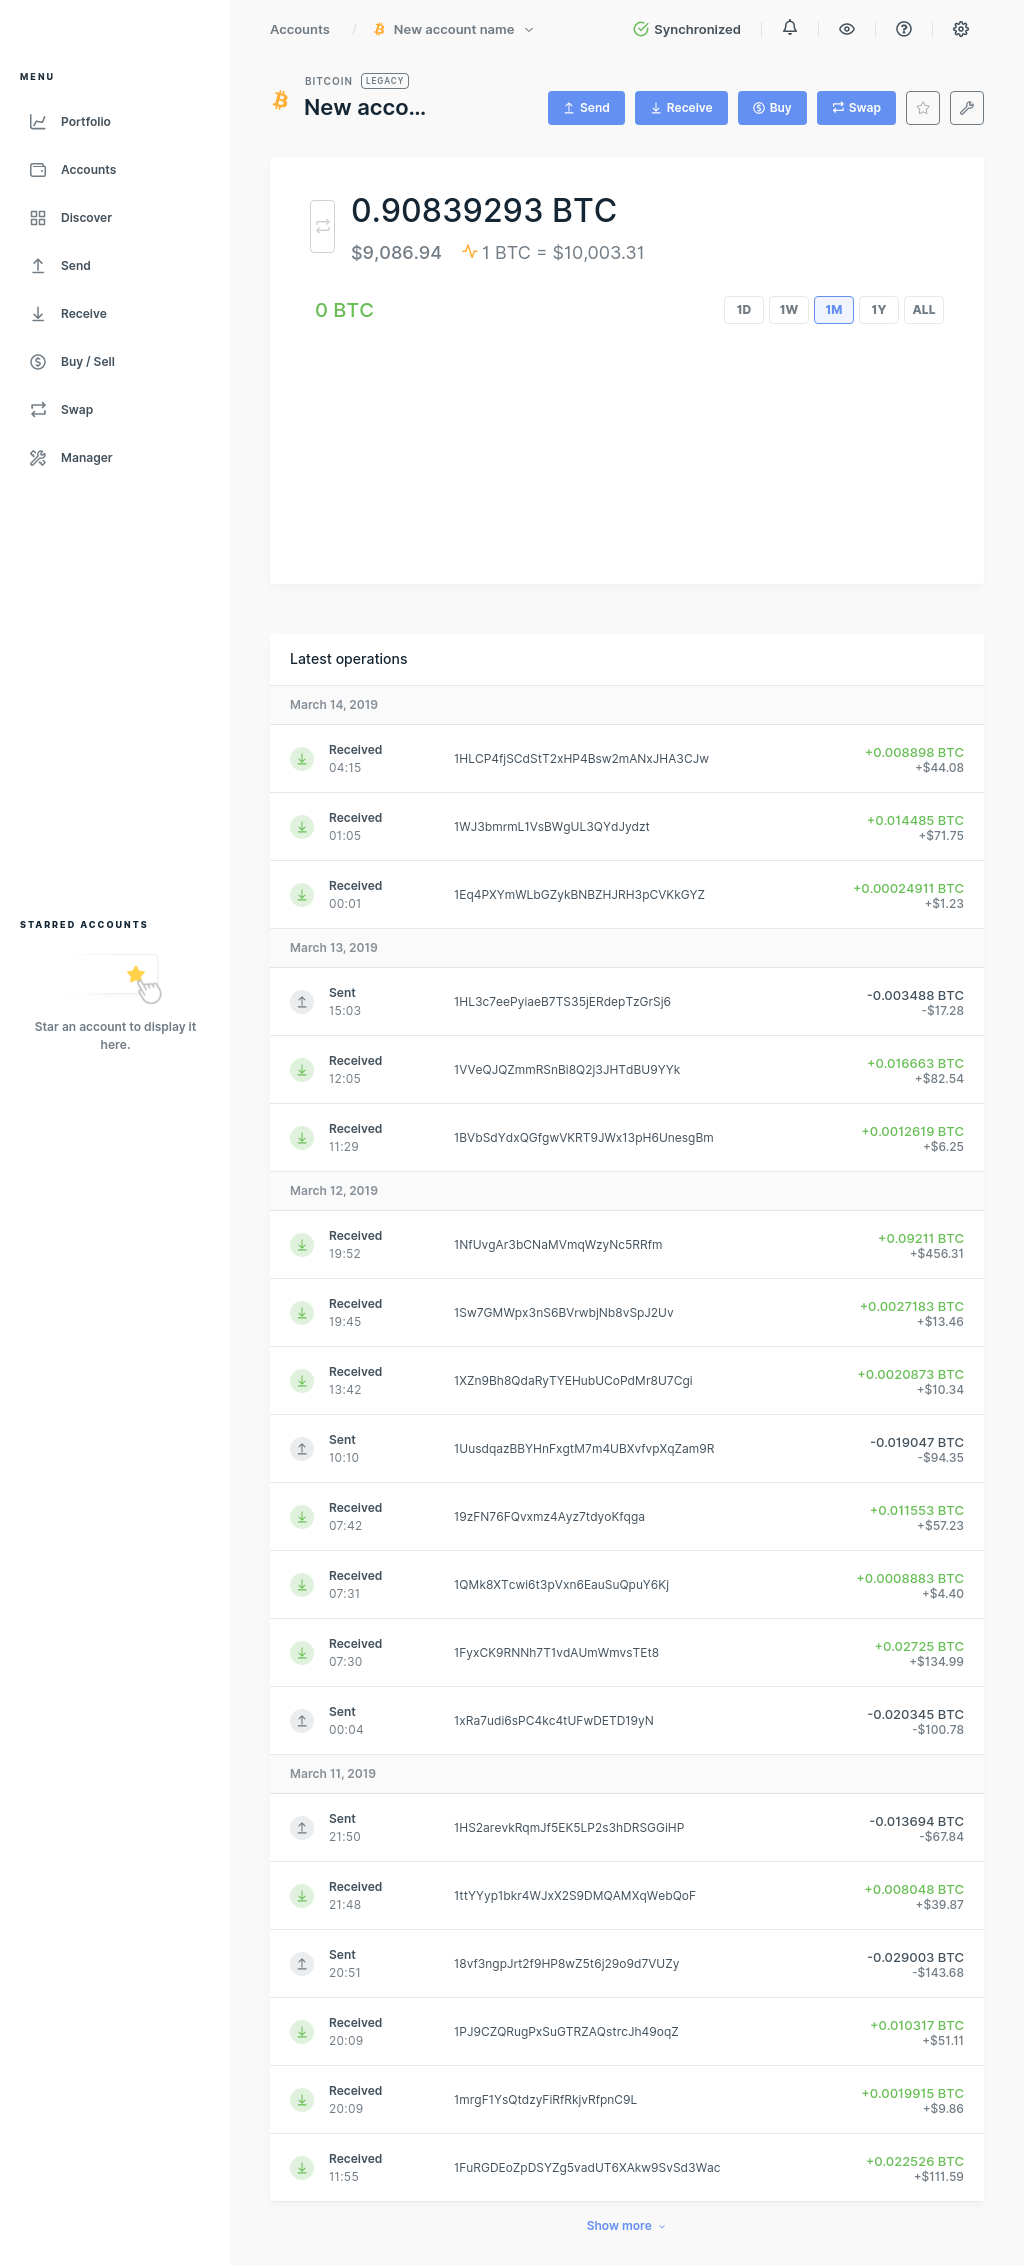 Accounts / New account name
Synchronized
MENU
Portfolio
Accounts
Discover
Send
Receive
Buy / Sell
Swap
Manager
STARRED ACCOUNTS
Star an account to display it
here.
BITCOIN LEGACY
New acco...
Send
Receive
Buy
Swap
0.90839293 BTC
$9,086.94 1 BTC = $10,003.31
0 BTC
1D 1W 1M 1Y ALL
Latest operations
March 14, 2019
Received
04:15
1HLCP4fjSCdStT2xHP4Bsw2mANxJHA3CJw
+0.008898 BTC
+$44.08
Received
01:05
1WJ3bmrmL1VsBWgUL3QYdJydzt
+0.014485 BTC
+$71.75
Received
00:01
1Eq4PXYmWLbGZykBNBZHJRH3pCVKkGYZ
+0.00024911 BTC
+$1.23
March 13, 2019
Sent
15:03
1HL3c7eePyiaeB7TS35jERdepTzGrSj6
-0.003488 BTC
-$17.28
Received
12:05
1VVeQJQZmmRSnBi8Q2j3JHTdBU9YYk
+0.016663 BTC
+$82.54
Received
11:29
1BVbSdYdxQGfgwVKRT9JWx13pH6UnesgBm
+0.0012619 BTC
+$6.25
March 12, 2019
Received
19:52
1NfUvgAr3bCNaMVmqWzyNc5RRfm
+0.09211 BTC
+$456.31
Received
19:45
1Sw7GMWpx3nS6BVrwbjNb8vSpJ2Uv
+0.0027183 BTC
+$13.46
Received
13:42
1XZn9Bh8QdaRyTYEHubUCoPdMr8U7Cgi
+0.0020873 BTC
+$10.34
Sent
10:10
1UusdqazBBYHnFxgtM7m4UBXvfvpXqZam9R
-0.019047 BTC
-$94.35
Received
07:42
19zFN76FQvxmz4Ayz7tdyoKfqga
+0.011553 BTC
+$57.23
Received
07:31
1QMk8XTcwi6t3pVxn6EauSuQpuY6Kj
+0.0008883 BTC
+$4.40
Received
07:30
1FyxCK9RNNh7T1vdAUmWmvsTEt8
+0.02725 BTC
+$134.99
Sent
00:04
1xRa7udi6sPC4kc4tUFwDETD19yN
-0.020345 BTC
-$100.78
March 11, 2019
Sent
21:50
1HS2arevkRqmJf5EK5LP2s3hDRSGGiHP
-0.013694 BTC
-$67.84
Received
21:48
1ttYYyp1bkr4WJxX2S9DMQAMXqWebQoF
+0.008048 BTC
+$39.87
Sent
20:51
18vf3ngpJrt2f9HP8wZ5t6j29o9d7VUZy
-0.029003 BTC
-$143.68
Received
20:09
1PJ9CZQRugPxSuGTRZAQstrcJh49oqZ
+0.010317 BTC
+$51.11
Received
20:09
1mrgF1YsQtdzyFiRfRkjvRfpnC9L
+0.0019915 BTC
+$9.86
Received
11:55
1FuRGDEoZpDSYZg5vadUT6XAkw9SvSd3Wac
+0.022526 BTC
+$111.59
Show more